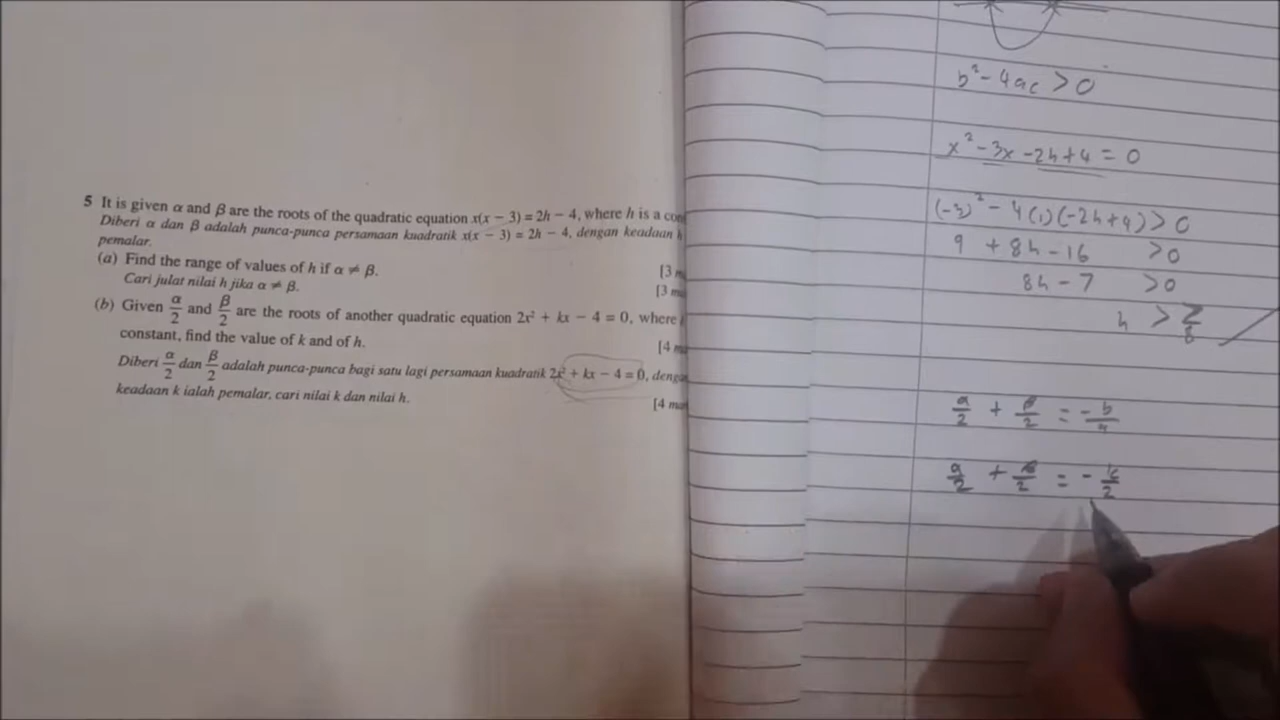 5 It is given α and β are the roots of the quadratic equation x(x − 3) = 2h − 4, where h is a
Diberi α dan β adalah punca-punca persamaan kuadratik x(x − 3) = 2h − 4, dengan keadaan h
pemalar.
(a) Find the range of values of h if α ≠ β. [3
Cari julat nilai h jika α ≠ β. [3
(b) Given α/2 and β/2 are the roots of another quadratic equation 2x² + kx − 4 = 0, where
constant, find the value of k and of h. [4
Diberi α/2 dan β/2 adalah punca-punca bagi satu lagi persamaan kuadratik 2x² + kx − 4 = 0,
keadaan k ialah pemalar, cari nilai k dan nilai h. [4
b² − 4ac > 0
x² − 3x − 2h + 4 = 0
(−3)² − 4(1)(−2h + 4) > 0
9 + 8h − 16 > 0
8h − 7 > 0
h > 7/8
α/2 + β/2 = − b/a
α/2 + β/2 = − k/2